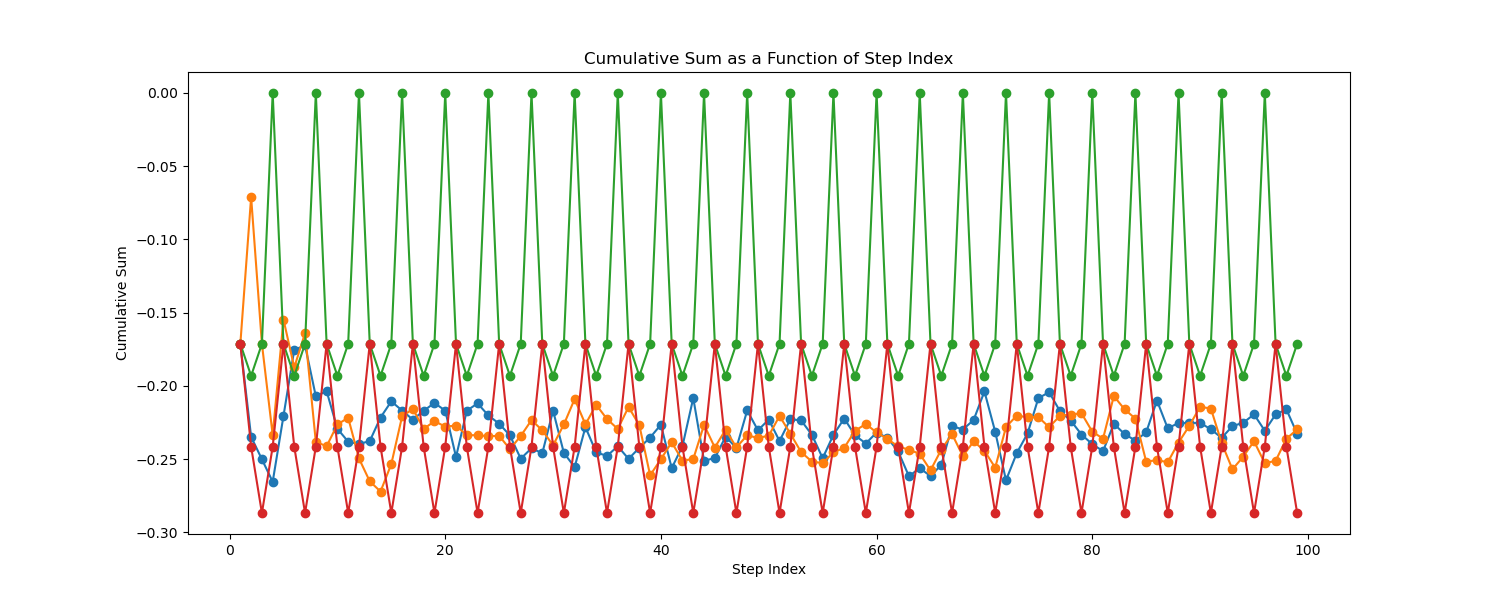 Cumulative Sum as a Function of Step Index
Cumulative Sum
0.00
−0.05
−0.10
−0.15
−0.20
−0.25
−0.30
0 20 40 60 80 100
Step Index